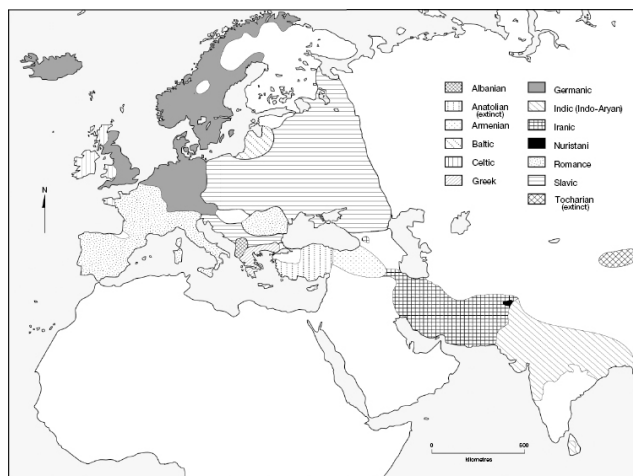 Albanian
Anatolian
(extinct)
Armenian
Baltic
Celtic
Greek
Germanic
Indic (Indo-Aryan)
Iranic
Nuristani
Romance
Slavic
Tocharian
(extinct)
N
0 500
kilometres